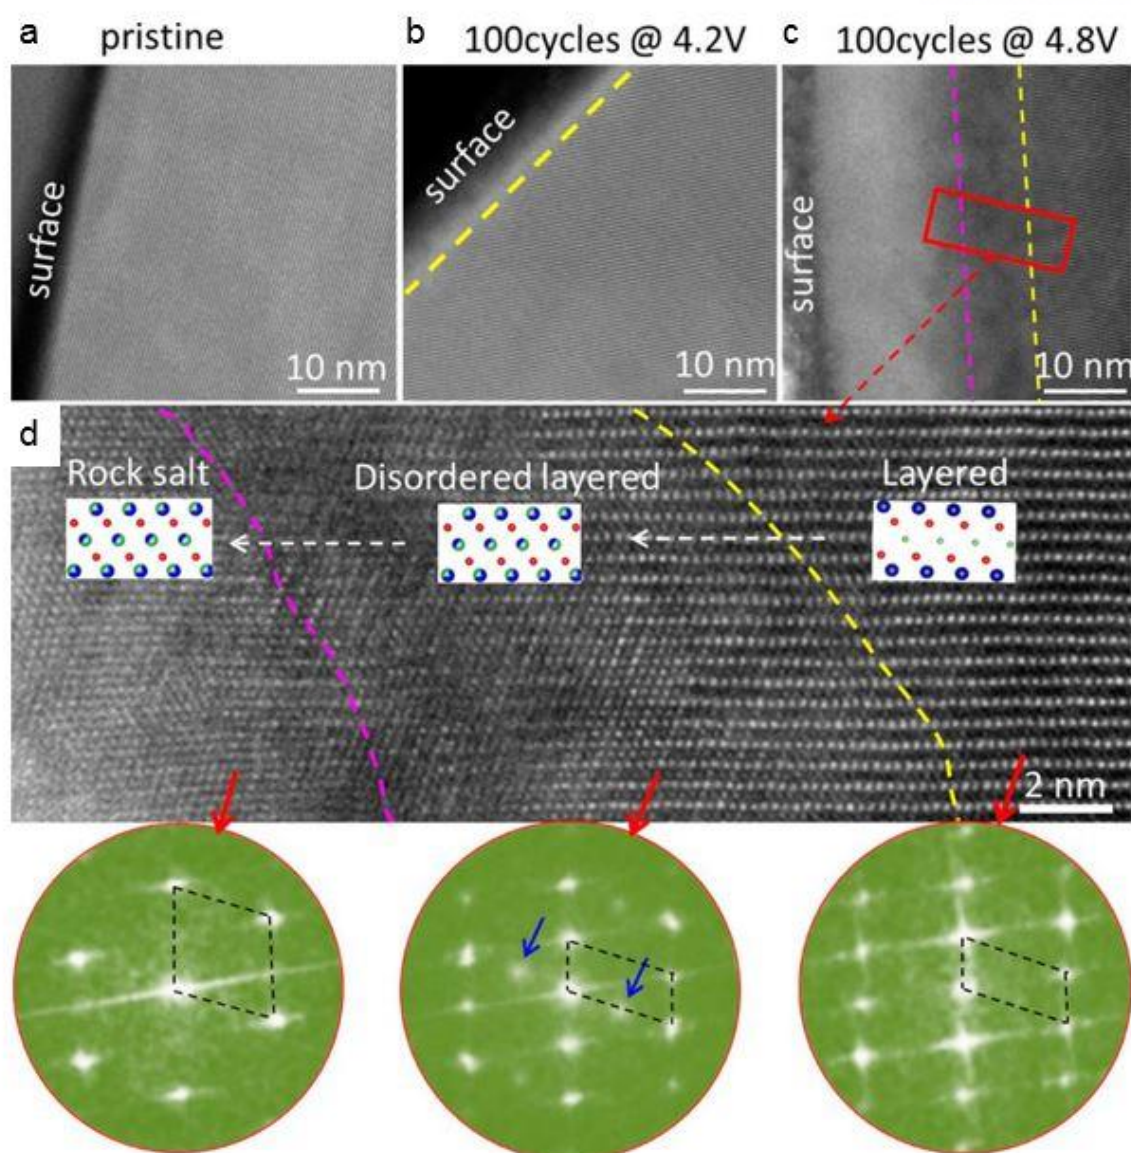 a pristine
b 100cycles @ 4.2V
c 100cycles @ 4.8V
surface
10 nm
surface
10 nm
surface
10 nm
d
Rock salt
Disordered layered
Layered
2 nm